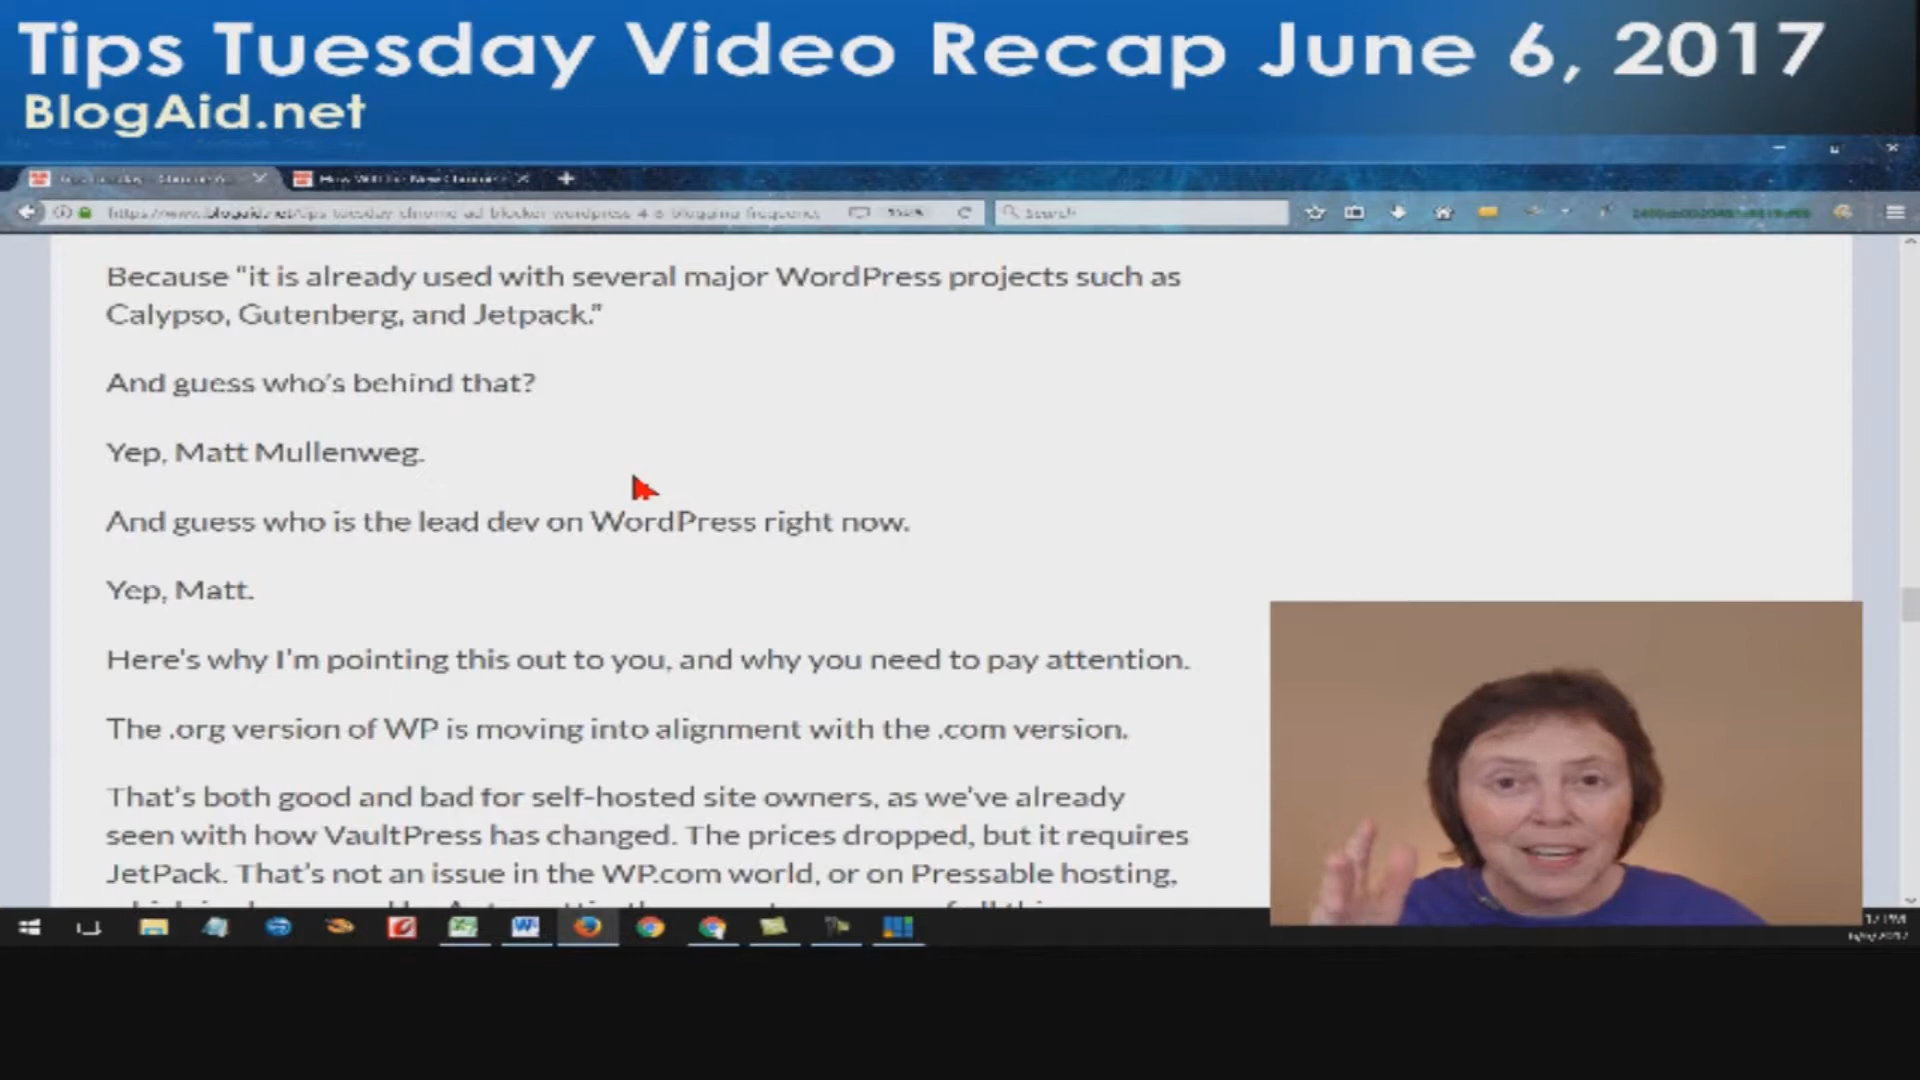 Tips Tuesday Video Recap June 6, 2017
BlogAid.net
Search
Because "it is already used with several major WordPress projects such as
Calypso, Gutenberg, and Jetpack."
And guess who's behind that?
Yep, Matt Mullenweg.
And guess who is the lead dev on WordPress right now.
Yep, Matt.
Here's why I'm pointing this out to you, and why you need to pay attention.
The .org version of WP is moving into alignment with the .com version.
That's both good and bad for self-hosted site owners, as we've already
seen with how VaultPress has changed. The prices dropped, but it requires
JetPack. That's not an issue in the WP.com world, or on Pressable hosting,